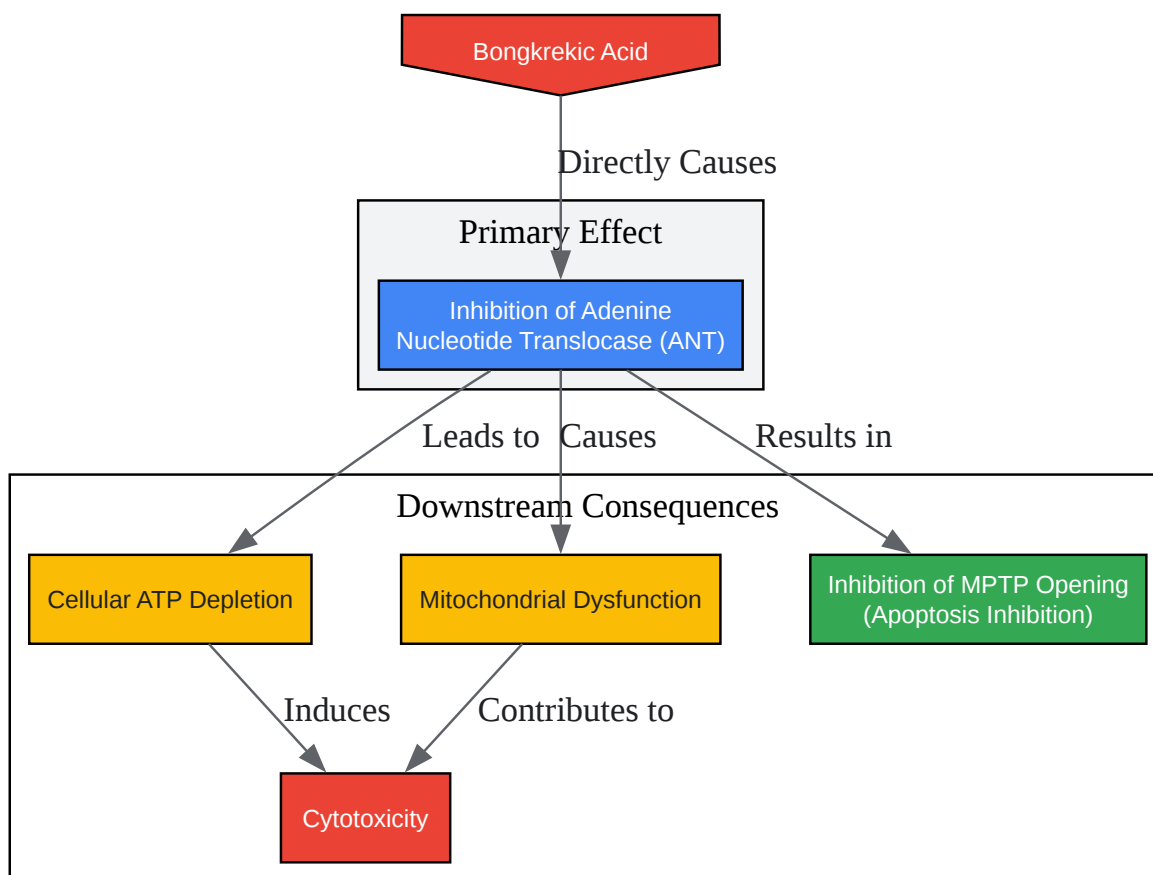 Bongkrekic Acid
Directly Causes
Primary Effect
Inhibition of Adenine
Nucleotide Translocase (ANT)
Leads to
Causes
Results in
Downstream Consequences
Cellular ATP Depletion
Mitochondrial Dysfunction
Inhibition of MPTP Opening
(Apoptosis Inhibition)
Induces
Contributes to
Cytotoxicity